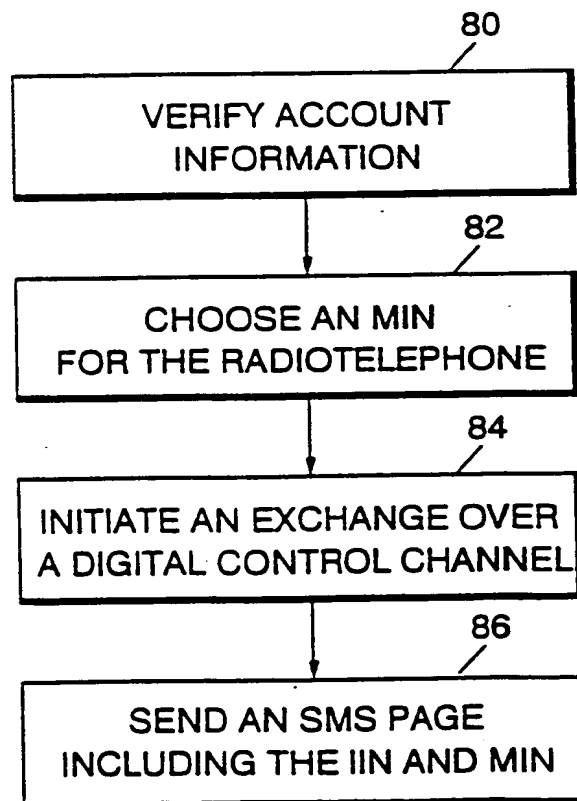 80
VERIFY ACCOUNT
INFORMATION
82
CHOOSE AN MIN
FOR THE RADIOTELEPHONE
84
INITIATE AN EXCHANGE OVER
A DIGITAL CONTROL CHANNEL
86
SEND AN SMS PAGE
INCLUDING THE IIN AND MIN